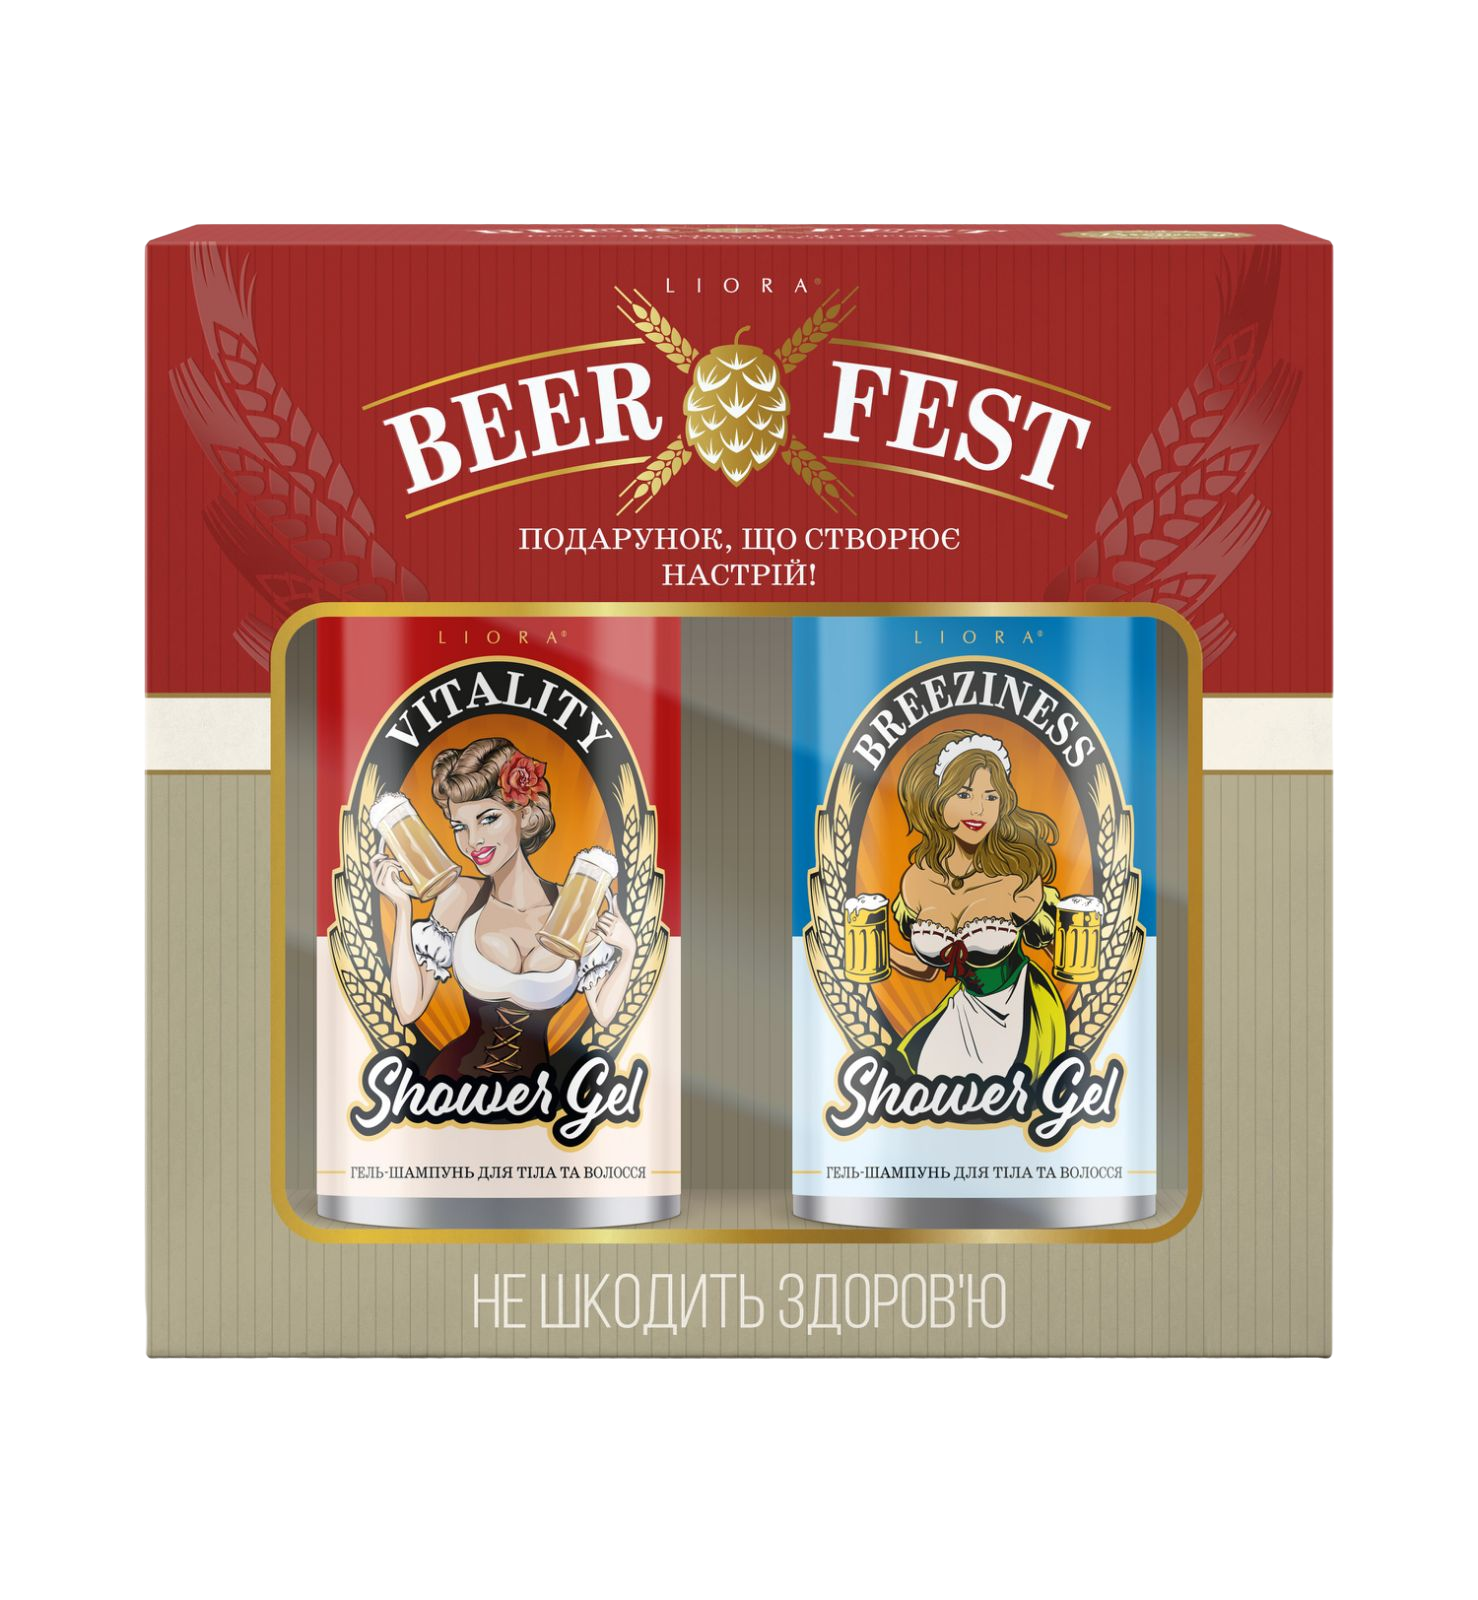 LIORA®
BEER FEST
ПОДАРУНОК, ЩО СТВОРЮЄ
НАСТРІЙ!
LIORA®
VITALITY
Shower Gel
ГЕЛЬ-ШАМПУНЬ ДЛЯ ТІЛА ТА ВОЛОССЯ
LIORA®
BREEZINESS
Shower Gel
ГЕЛЬ-ШАМПУНЬ ДЛЯ ТІЛА ТА ВОЛОССЯ
НЕ ШКОДИТЬ ЗДОРОВ'Ю